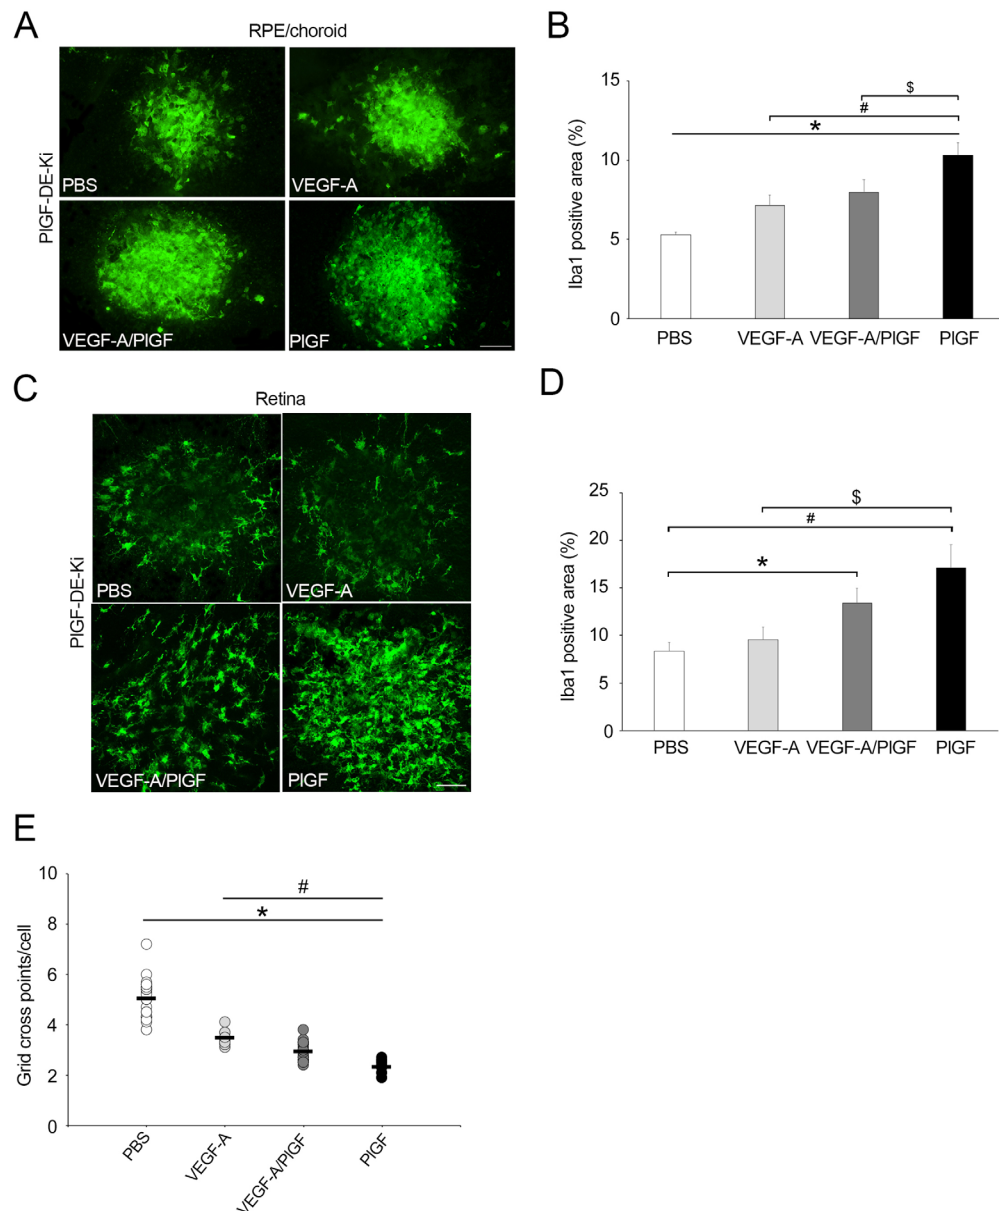 A
RPE/choroid
PlGF-DE-Ki
PBS
VEGF-A
VEGF-A/PlGF
PlGF
B
Iba1 positive area (%)
15
10
5
0
$
#
*
PBS
VEGF-A
VEGF-A/PlGF
PlGF
C
Retina
PlGF-DE-Ki
PBS
VEGF-A
VEGF-A/PlGF
PlGF
D
Iba1 positive area (%)
25
20
15
10
5
0
$
#
*
PBS
VEGF-A
VEGF-A/PlGF
PlGF
E
Grid cross points/cell
10
8
6
4
2
0
#
*
PBS
VEGF-A
VEGF-A/PlGF
PlGF